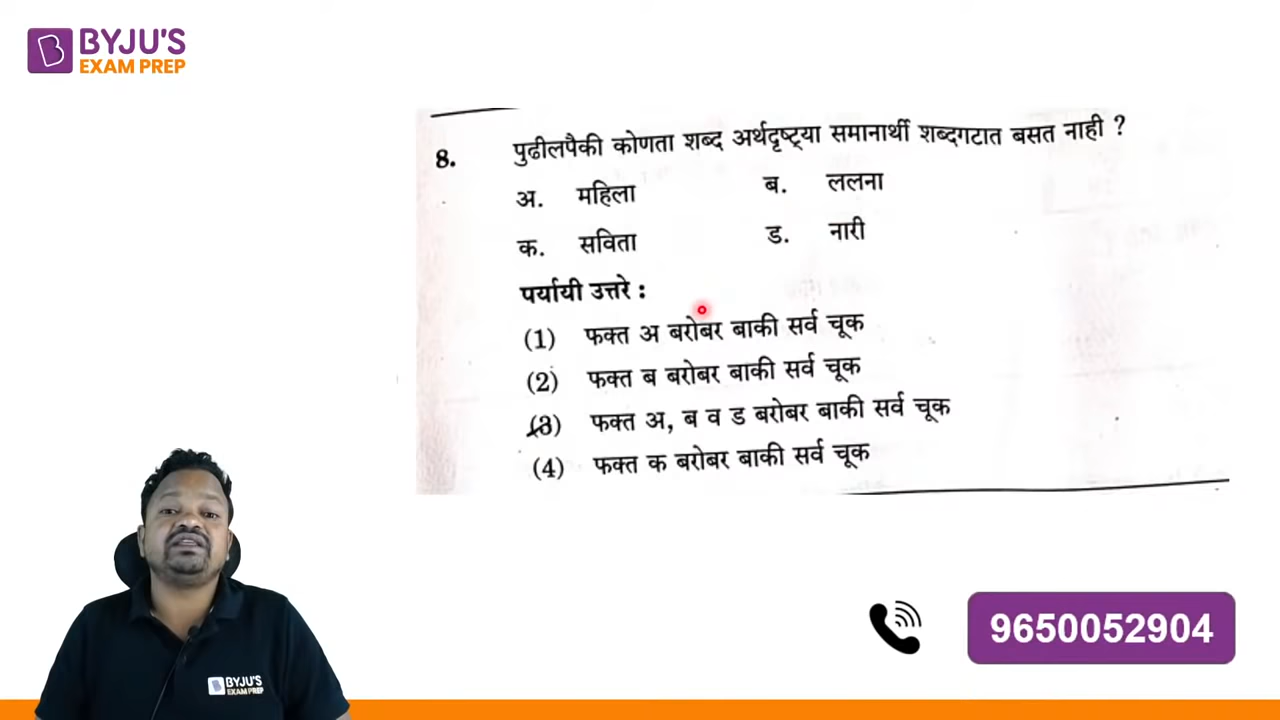 BYJU'S
EXAM PREP
8. पुढीलपैकी कोणता शब्द अर्थदृष्ट्या समानार्थी शब्दगटात बसत नाही ?
अ. महिला ब. ललना
क. सविता ड. नारी
पर्यायी उत्तरे :
(1) फक्त अ बरोबर बाकी सर्व चूक
(2) फक्त ब बरोबर बाकी सर्व चूक
(3) फक्त अ, ब व ड बरोबर बाकी सर्व चूक
(4) फक्त क बरोबर बाकी सर्व चूक
9650052904
BYJU'S
EXAM PREP